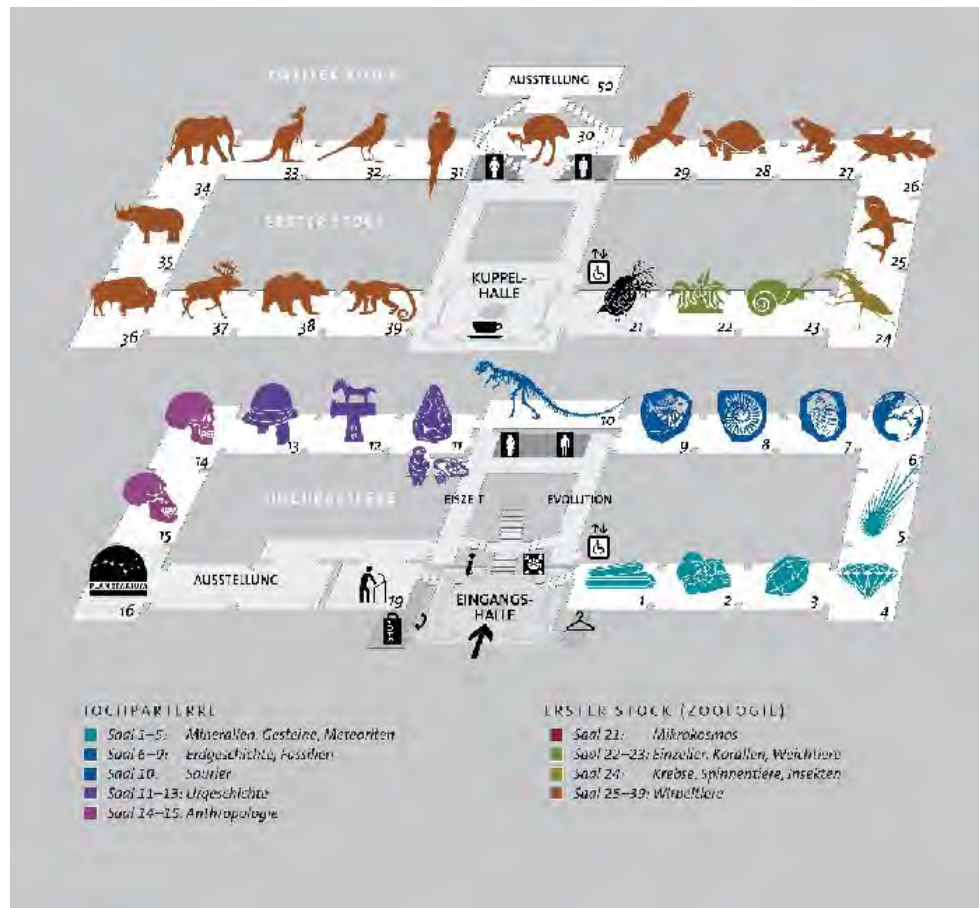 AUSSTELLUNG 50
30
34 33 32 31 29 28 27 26
ERSTER STOCK
35 25
KUPPEL-
HALLE
36 37 38 39 21 22 23 24
14 13 12 11 10 9 8 7 6
EISZEIT EVOLUTION
15 5
PLANETARIUM
16 AUSSTELLUNG 19 i
EINGANGS-
HALLE
1 2 3 4
HOCHPARTERRE
Saal 1–5: Mineralien, Gesteine, Meteoriten
Saal 6–9: Erdgeschichte, Fossilien
Saal 10: Saurier
Saal 11–13: Urgeschichte
Saal 14–15: Anthropologie
ERSTER STOCK (ZOOLOGIE)
Saal 21: Mikrokosmos
Saal 22–23: Einzeller, Korallen, Weichtiere
Saal 24: Krebse, Spinnentiere, Insekten
Saal 25–39: Wirbeltiere